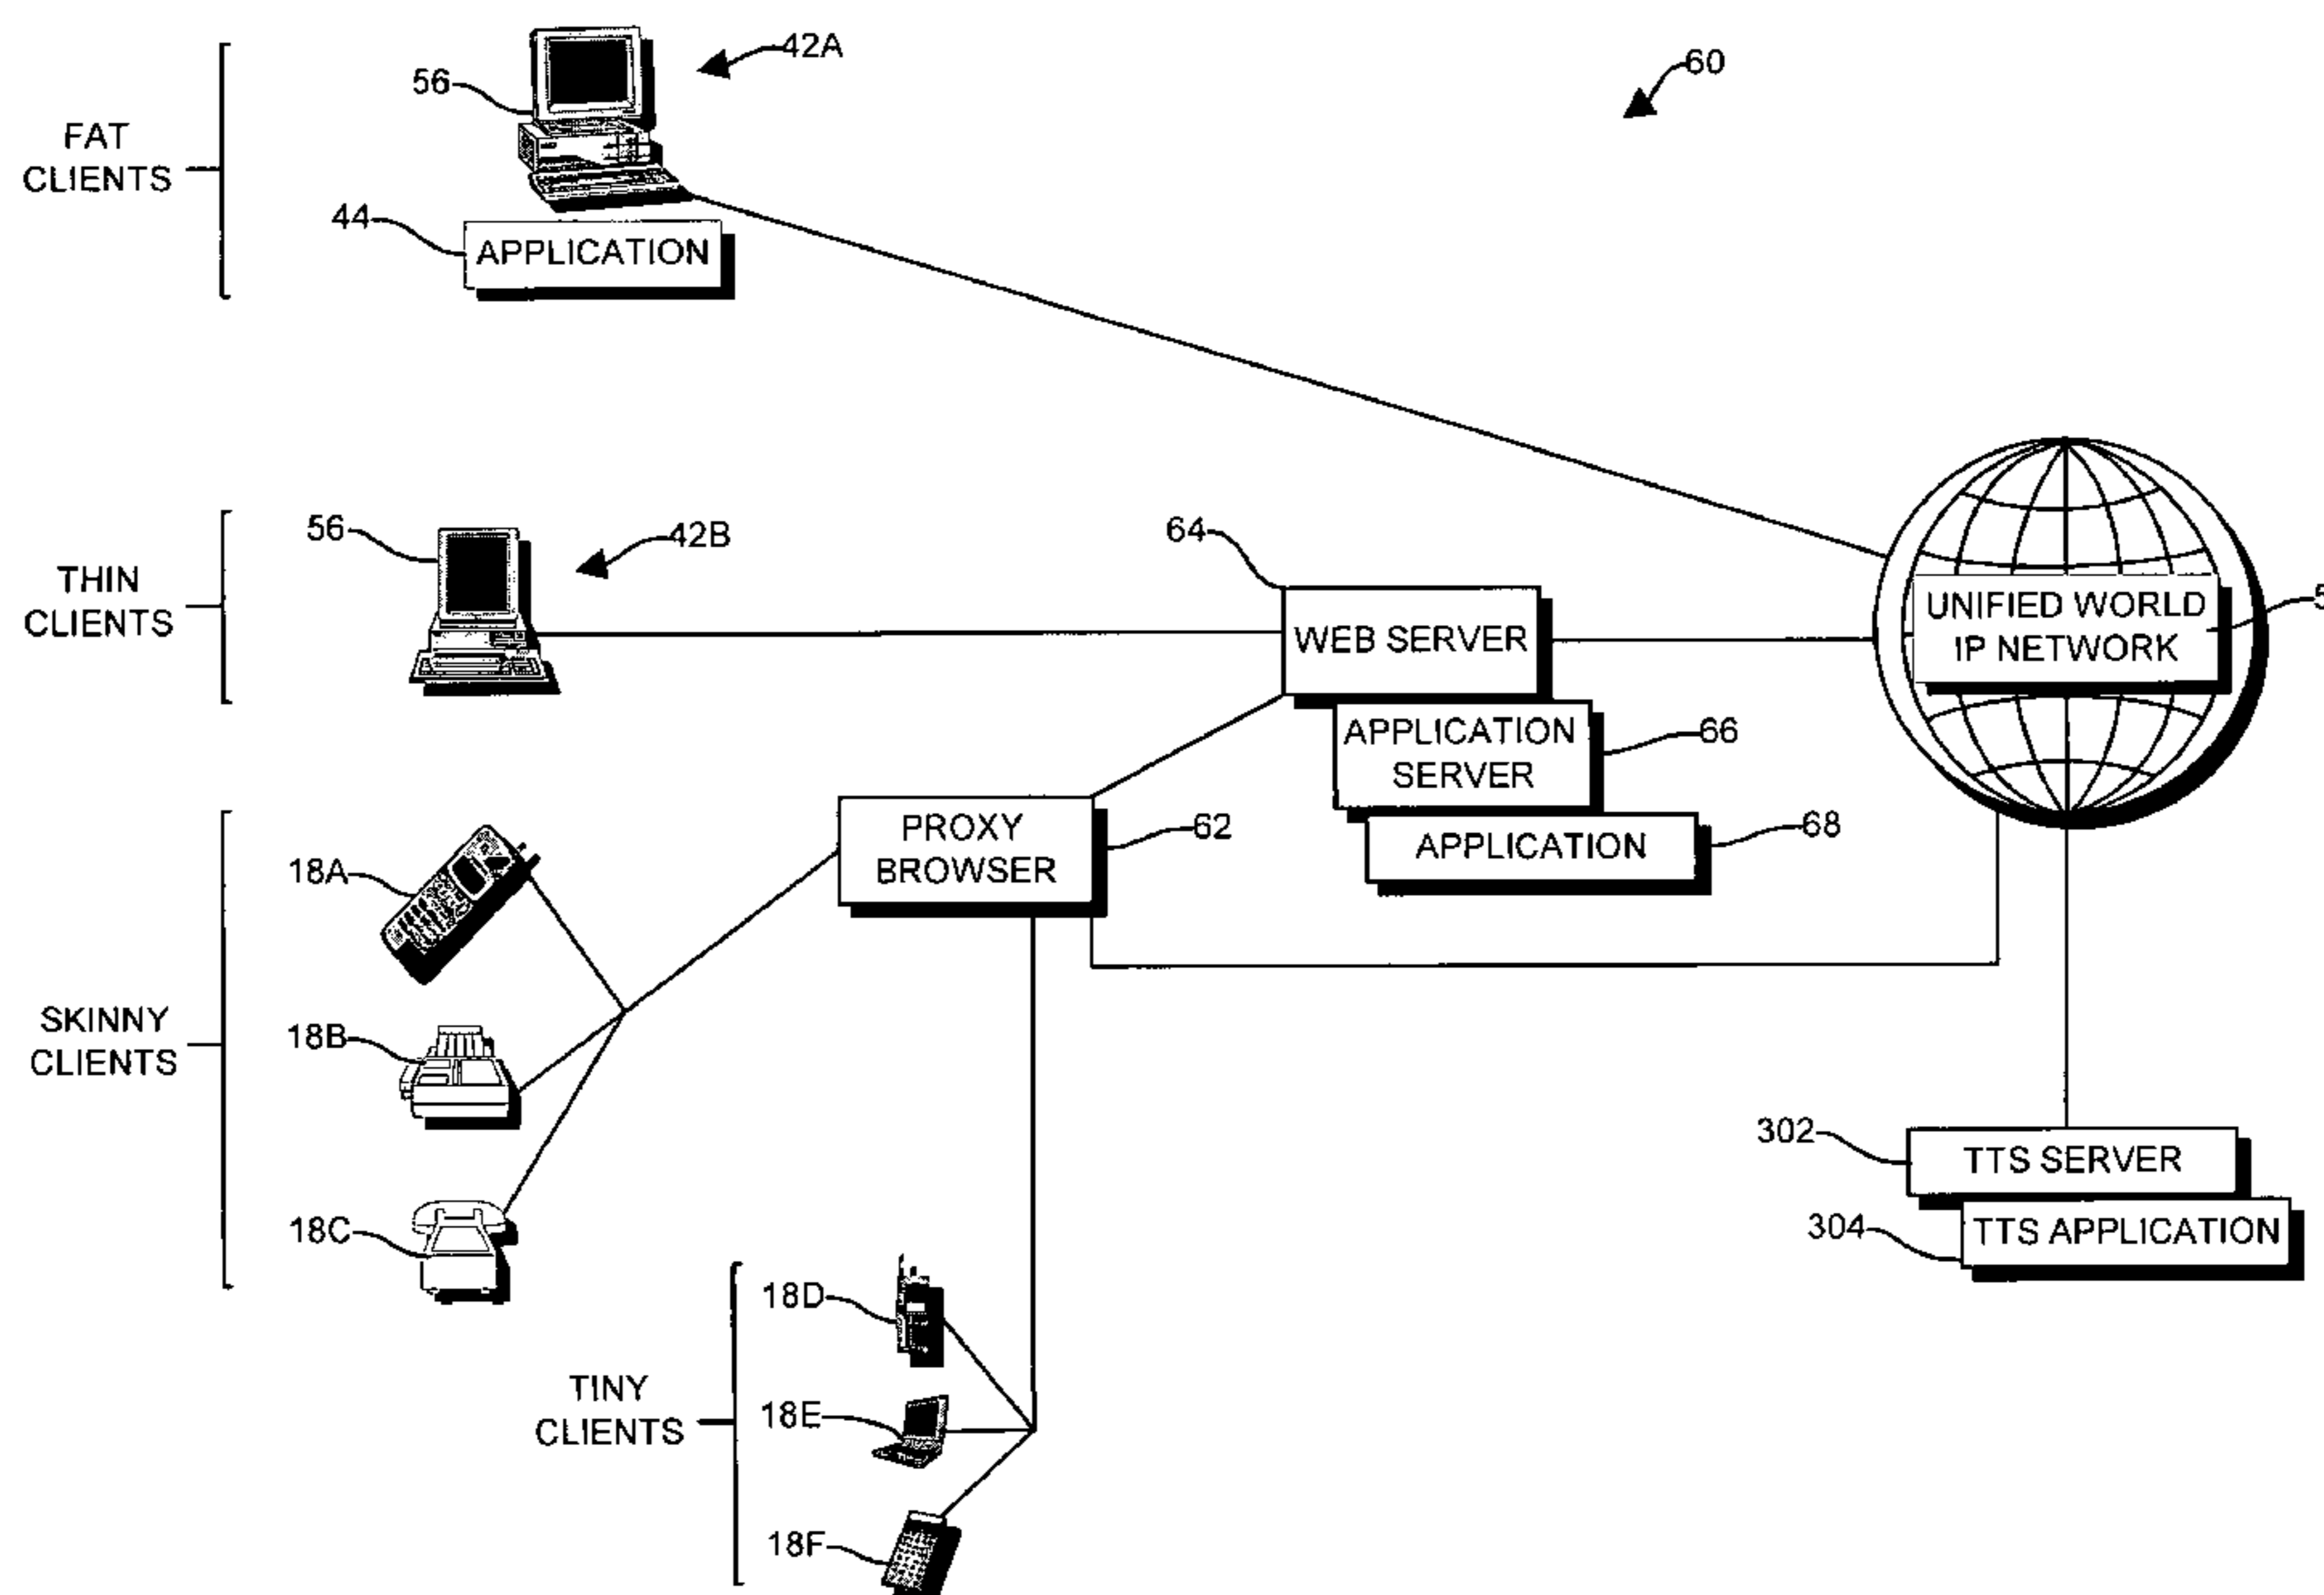 42A
60
56
FAT
CLIENTS
44
APPLICATION
56
42B
64
THIN
CLIENTS
WEB SERVER
UNIFIED WORLD
IP NETWORK
5
APPLICATION
SERVER
66
PROXY
BROWSER
62
APPLICATION
68
18A
SKINNY
CLIENTS
18B
302
TTS SERVER
18C
304
TTS APPLICATION
18D
TINY
CLIENTS
18E
18F